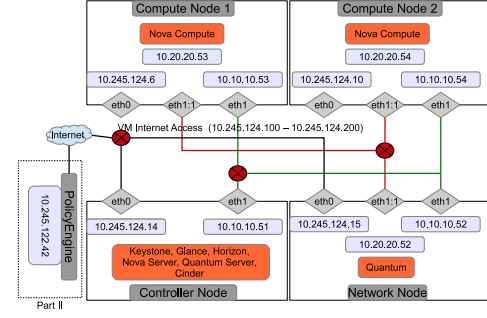 Compute Node 1
Compute Node 2
Nova Compute
Nova Compute
10.20.20.53
10.20.20.54
10.245.124.6
10.10.10.53
10.245.124.10
10.10.10.54
eth0
eth1:1
eth1
eth0
eth1:1
eth1
VM Internet Access (10.245.124.100 – 10.245.124.200)
Internet
PolicyEngine
10.245.122.42
Part II
eth0
eth1
eth0
eth1:1
eth1
10.245.124.14
10.10.10.51
10.245.124.15
10.10.10.52
10.20.20.52
Keystone, Glance, Horizon,
Nova Server, Quantum Server,
Cinder
Quantum
Controller Node
Network Node